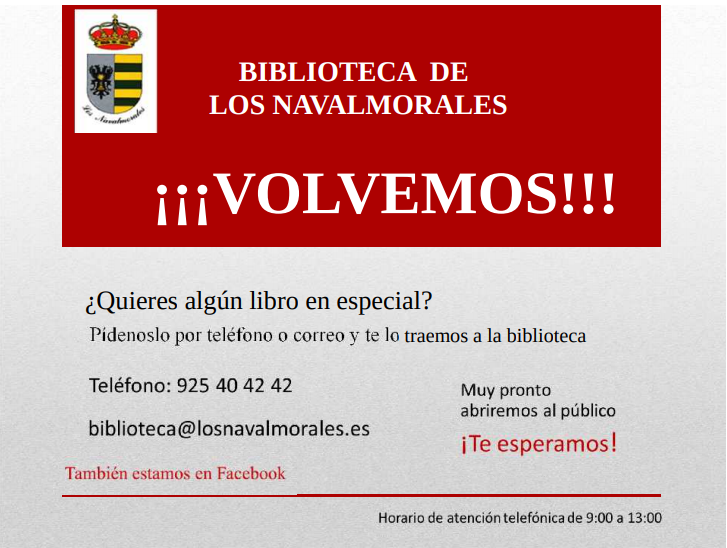 Los Navalmorales
BIBLIOTECA DE
LOS NAVALMORALES
¡¡¡VOLVEMOS!!!
¿Quieres algún libro en especial?
Pídenoslo por teléfono o correo y te lo traemos a la biblioteca
Teléfono: 925 40 42 42
biblioteca@losnavalmorales.es
Muy pronto
abriremos al público
¡Te esperamos!
También estamos en Facebook
Horario de atención telefónica de 9:00 a 13:00